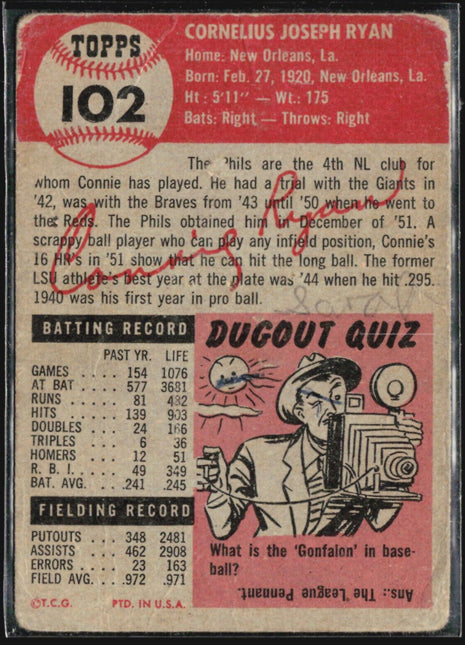 TOPPS
102
CORNELIUS JOSEPH RYAN
Home: New Orleans, La.
Born: Feb. 27, 1920, New Orleans, La.
Ht: 5'11" — Wt.: 175
Bats: Right — Throws: Right
The Phils are the 4th NL club for
whom Connie has played. He had a trial with the Giants in
'42, was with the Braves from '43 until '50 when he went to
the Reds. The Phils obtained him in December of '51. A
scrappy ball player who can play any infield position, Connie's
16 HR's in '51 show that he can hit the long ball. The former
LSU athlete's best year at the plate was '44 when he hit .295.
1940 was his first year in pro ball.
Connie Ryan
BATTING RECORD
PAST YR. LIFE
GAMES .... 154 1076
AT BAT .... 577 3681
RUNS .... 81 432
HITS .... 139 903
DOUBLES .. 24 166
TRIPLES ... 6 36
HOMERS .. 12 51
R. B. I. .... 49 349
BAT. AVG. .. .241 .245
FIELDING RECORD
PUTOUTS .. 348 2481
ASSISTS ... 462 2908
ERRORS ... 23 163
FIELD AVG. .. .972 .971
©T.C.G. PTD. IN U.S.A.
DUGOUT QUIZ
What is the 'Gonfalon' in base-
ball?
Ans.: The League Pennant.